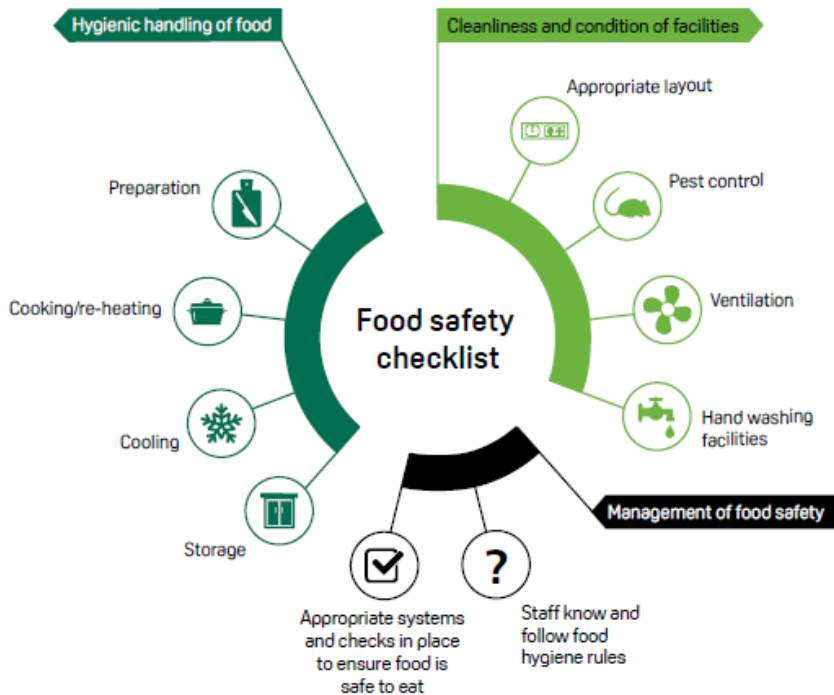 Hygienic handling of food
Preparation
Cooking/re-heating
Cooling
Storage
Cleanliness and condition of facilities
Appropriate layout
Pest control
Ventilation
Hand washing
facilities
Food safety
checklist
Management of food safety
Appropriate systems
and checks in place
to ensure food is
safe to eat
?
Staff know and
follow food
hygiene rules